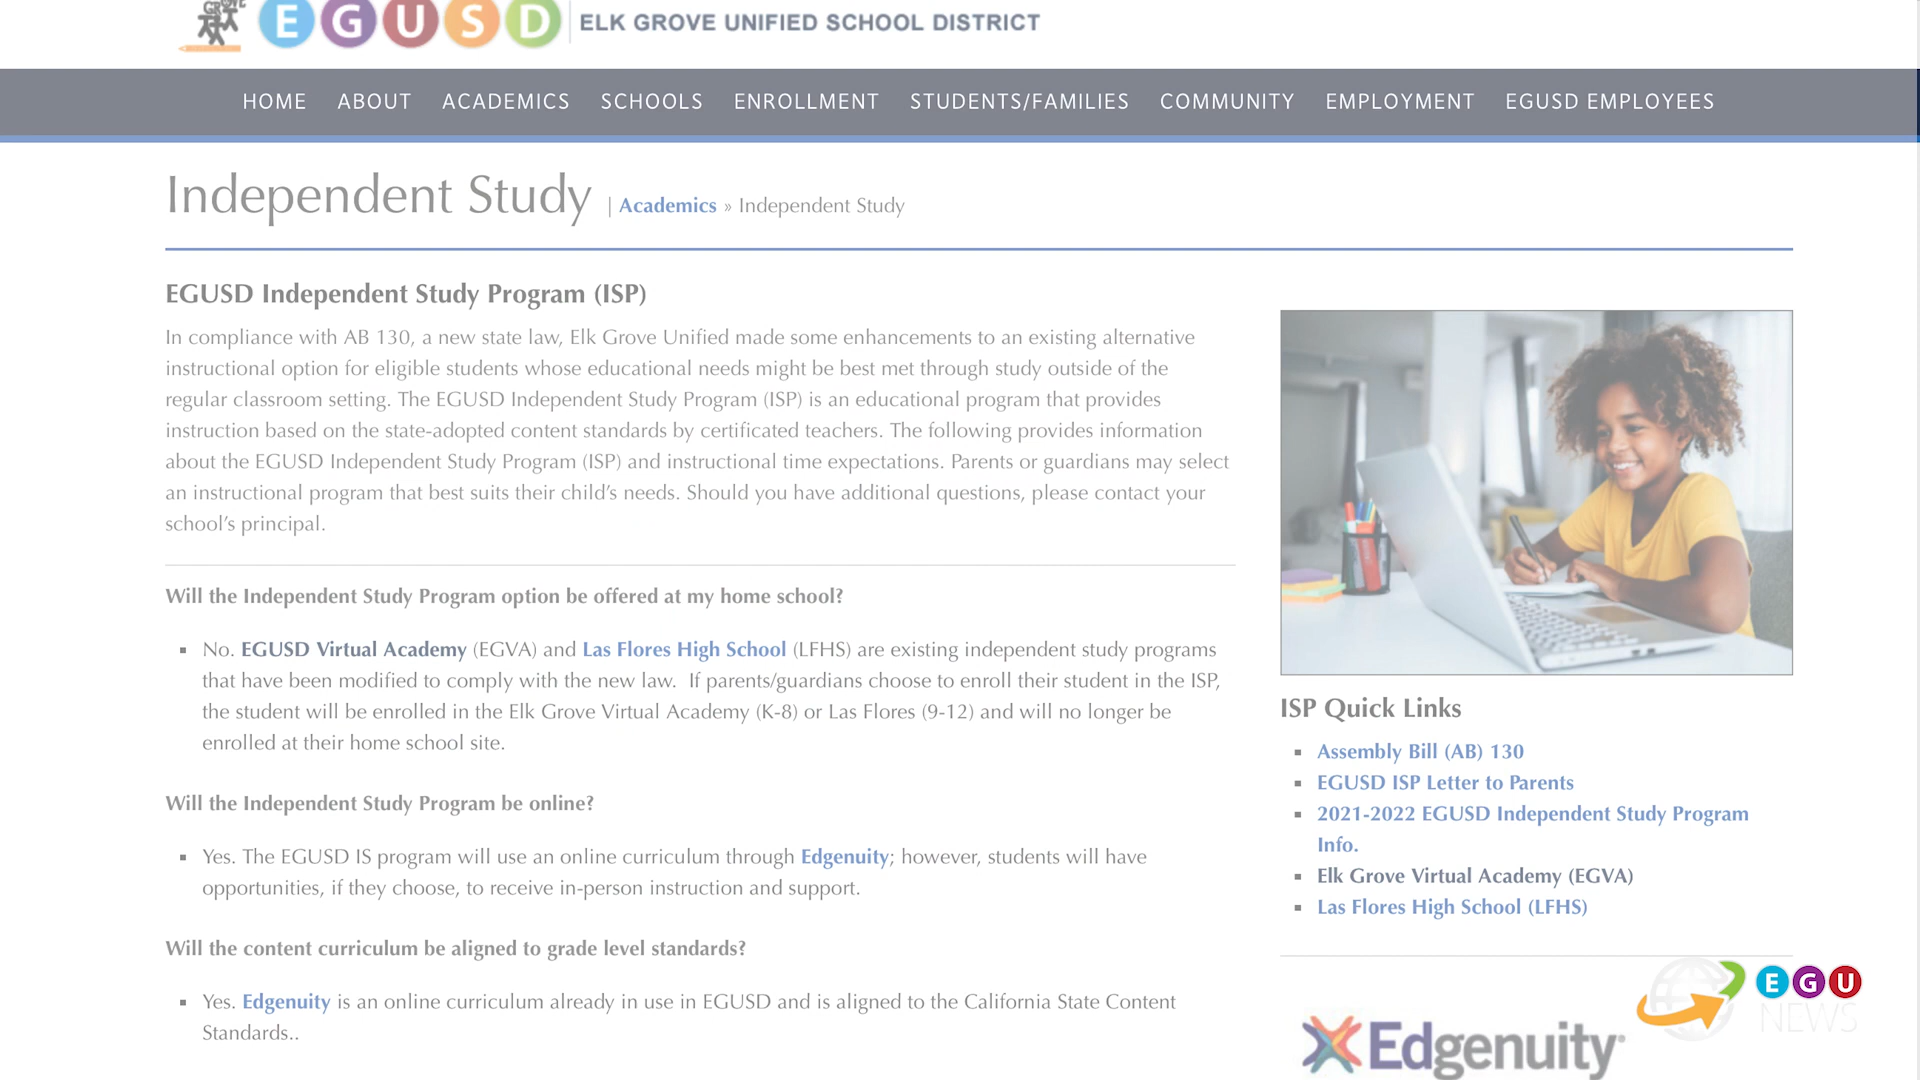 EGUSD ELK GROVE UNIFIED SCHOOL DISTRICT
HOME ABOUT ACADEMICS SCHOOLS ENROLLMENT STUDENTS/FAMILIES COMMUNITY EMPLOYMENT EGUSD EMPLOYEES
Independent Study | Academics » Independent Study
EGUSD Independent Study Program (ISP)
In compliance with AB 130, a new state law, Elk Grove Unified made some enhancements to an existing alternative
instructional option for eligible students whose educational needs might be best met through study outside of the
regular classroom setting. The EGUSD Independent Study Program (ISP) is an educational program that provides
instruction based on the state-adopted content standards by certificated teachers. The following provides information
about the EGUSD Independent Study Program (ISP) and instructional time expectations. Parents or guardians may select
an instructional program that best suits their child's needs. Should you have additional questions, please contact your
school's principal.
Will the Independent Study Program option be offered at my home school?
▪ No. EGUSD Virtual Academy (EGVA) and Las Flores High School (LFHS) are existing independent study programs
that have been modified to comply with the new law. If parents/guardians choose to enroll their student in the ISP,
the student will be enrolled in the Elk Grove Virtual Academy (K-8) or Las Flores (9-12) and will no longer be
enrolled at their home school site.
Will the Independent Study Program be online?
▪ Yes. The EGUSD IS program will use an online curriculum through Edgenuity; however, students will have
opportunities, if they choose, to receive in-person instruction and support.
Will the content curriculum be aligned to grade level standards?
▪ Yes. Edgenuity is an online curriculum already in use in EGUSD and is aligned to the California State Content
Standards..
ISP Quick Links
▪ Assembly Bill (AB) 130
▪ EGUSD ISP Letter to Parents
▪ 2021-2022 EGUSD Independent Study Program
Info.
▪ Elk Grove Virtual Academy (EGVA)
▪ Las Flores High School (LFHS)
Edgenuity
EGU
NEWS